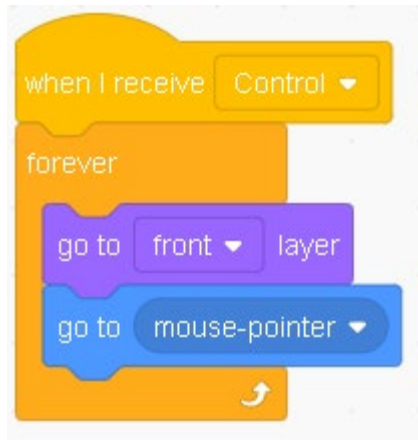 when I receive Control
forever
go to front layer
go to mouse-pointer